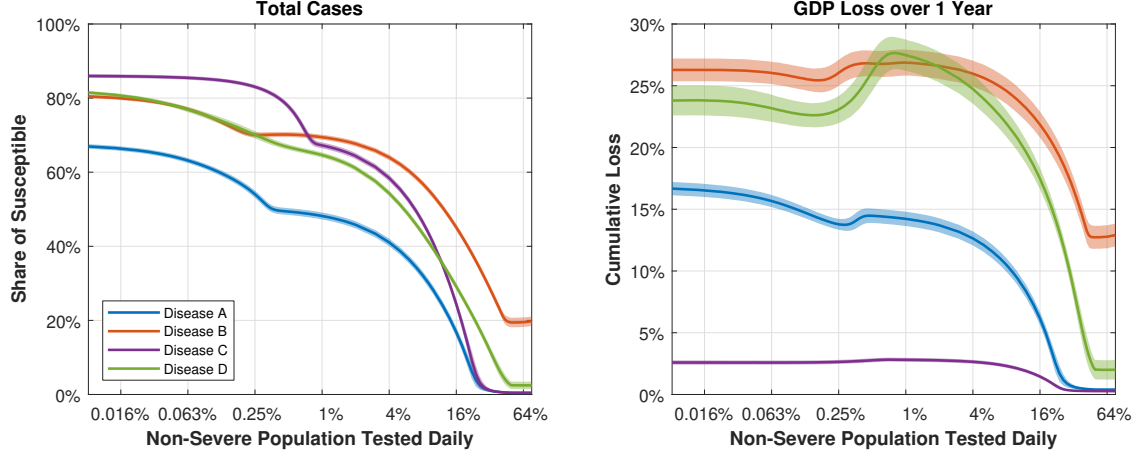 Total Cases
100%
80%
60%
40%
20%
0%
Share of Susceptible
Disease A
Disease B
Disease C
Disease D
0.016% 0.063% 0.25% 1% 4% 16% 64%
Non-Severe Population Tested Daily
GDP Loss over 1 Year
30%
25%
20%
15%
10%
5%
0%
Cumulative Loss
0.016% 0.063% 0.25% 1% 4% 16% 64%
Non-Severe Population Tested Daily